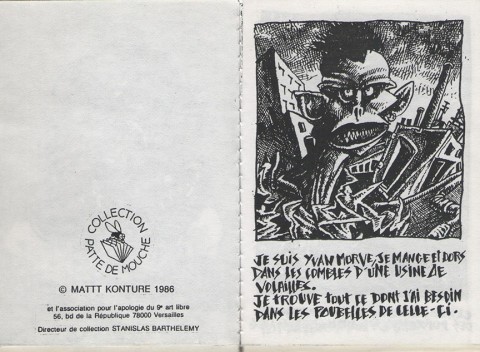 COLLECTION
PATTE DE MOUCHE
© MATTT KONTURE 1986
et l'association pour l'apologie du 9e art libre
56, bd de la République 78000 Versailles
Directeur de collection STANISLAS BARTHELEMY
JE SUIS YVAN MORVE, JE MANGE ET DORS
DANS LES COMBLES D'UNE USINE DE
VOLAILLES.
JE TROUVE TOUT CE DONT J'AI BESOIN
DANS LES POUBELLES DE CELLE-CI.